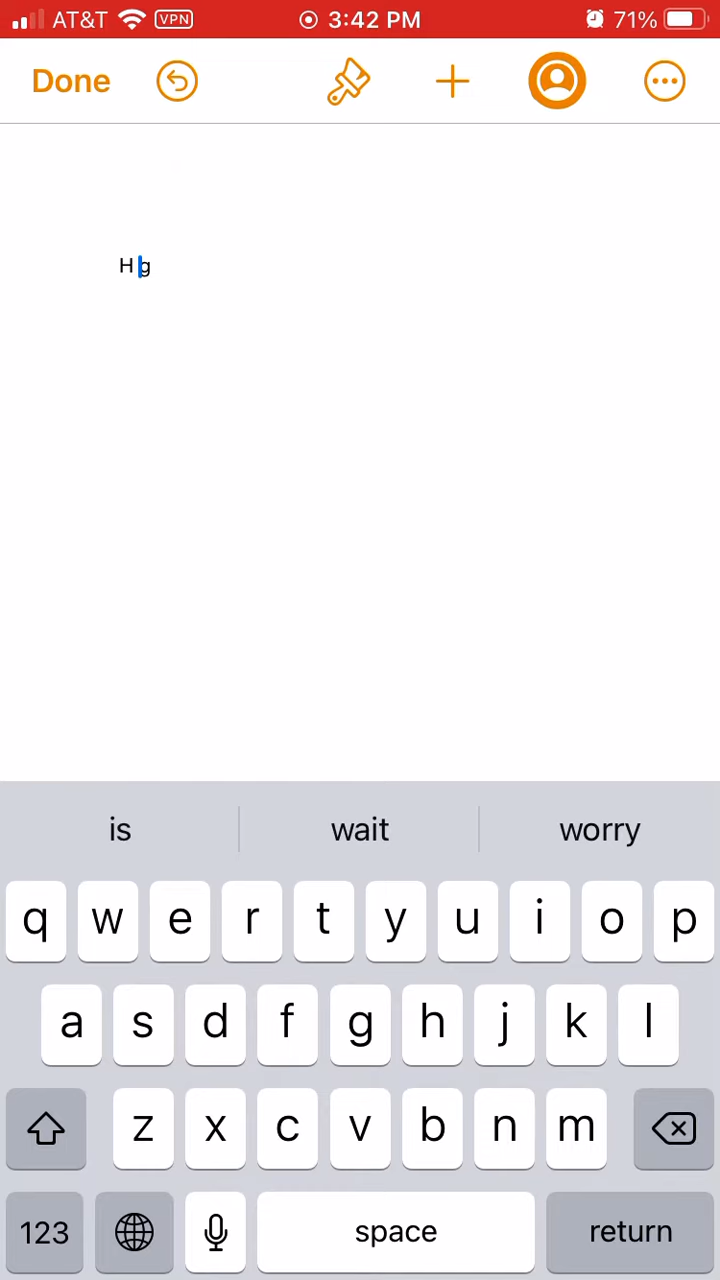 AT&T VPN 3:42 PM 71%
Done
H g
is wait worry
q w e r t y u i o p
a s d f g h j k l
z x c v b n m
123 space return